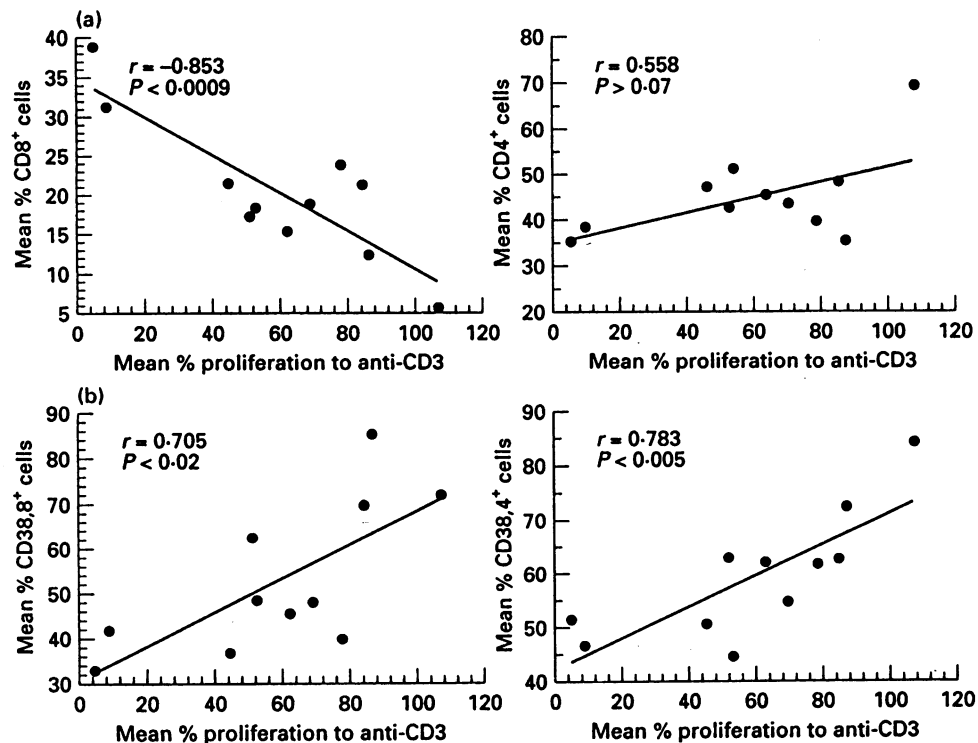 (a)
40
35
30
25
20
15
10
5
Mean % CD8+ cells
r = –0·853
P < 0·0009
0 20 40 60 80 100 120
Mean % proliferation to anti-CD3
80
70
60
50
40
30
20
Mean % CD4+ cells
r = 0·558
P > 0·07
0 20 40 60 80 100 120
Mean % proliferation to anti-CD3
(b)
90
80
70
60
50
40
30
Mean % CD38,8+ cells
r = 0·705
P < 0·02
0 20 40 60 80 100 120
Mean % proliferation to anti-CD3
90
80
70
60
50
40
Mean % CD38,4+ cells
r = 0·783
P < 0·005
0 20 40 60 80 100 120
Mean % proliferation to anti-CD3